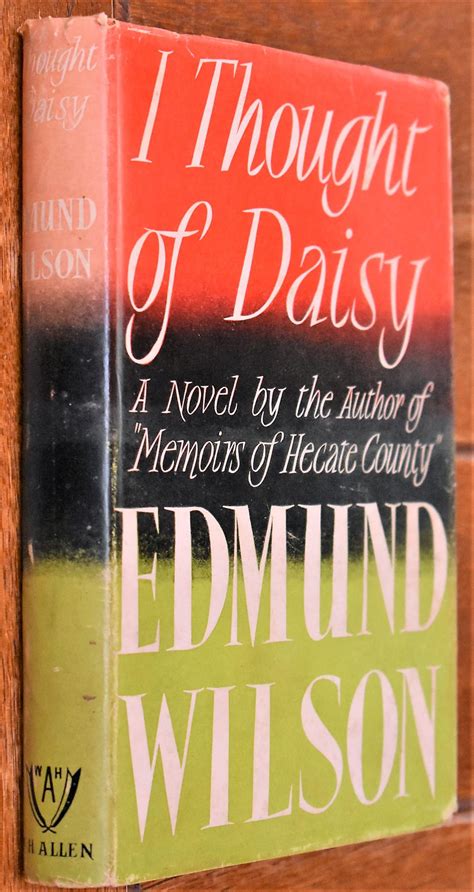 I Thought
of Daisy
A Novel by the Author of
"Memoirs of Hecate County"
EDMUND
WILSON
hought
Daisy
MUND
LSON
WAH
H. ALLEN